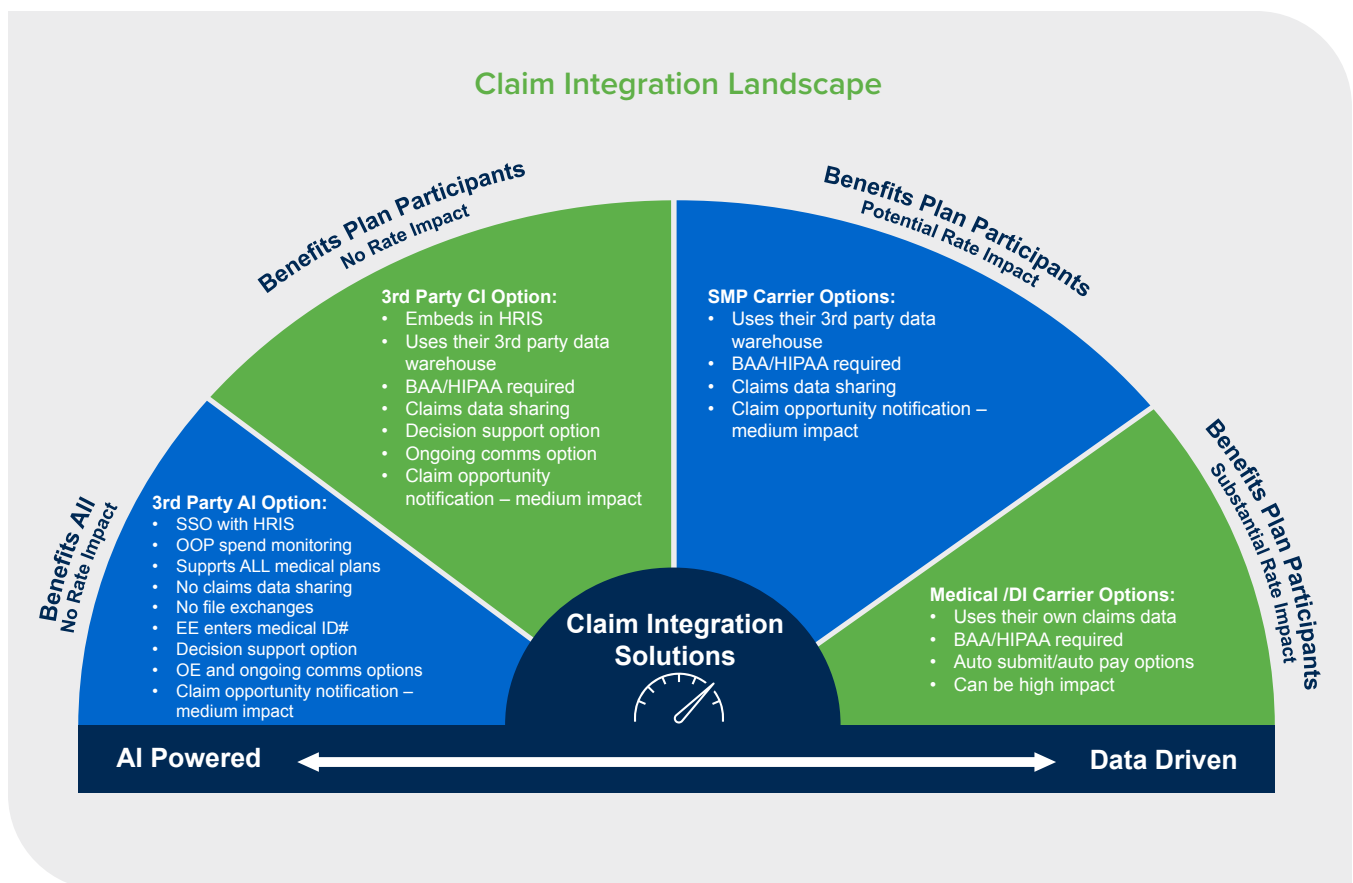 Claim Integration Landscape
Benefits All
No Rate Impact
3rd Party AI Option:
• SSO with HRIS
• OOP spend monitoring
• Supprts ALL medical plans
• No claims data sharing
• No file exchanges
• EE enters medical ID#
• Decision support option
• OE and ongoing comms options
• Claim opportunity notification –
medium impact
Benefits Plan Participants
No Rate Impact
3rd Party CI Option:
• Embeds in HRIS
• Uses their 3rd party data
warehouse
• BAA/HIPAA required
• Claims data sharing
• Decision support option
• Ongoing comms option
• Claim opportunity
notification – medium impact
Benefits Plan Participants
Potential Rate Impact
SMP Carrier Options:
• Uses their 3rd party data
warehouse
• BAA/HIPAA required
• Claims data sharing
• Claim opportunity notification –
medium impact
Benefits Plan Participants
Substantial Rate Impact
Medical /DI Carrier Options:
• Uses their own claims data
• BAA/HIPAA required
• Auto submit/auto pay options
• Can be high impact
Claim Integration
Solutions
AI Powered
Data Driven